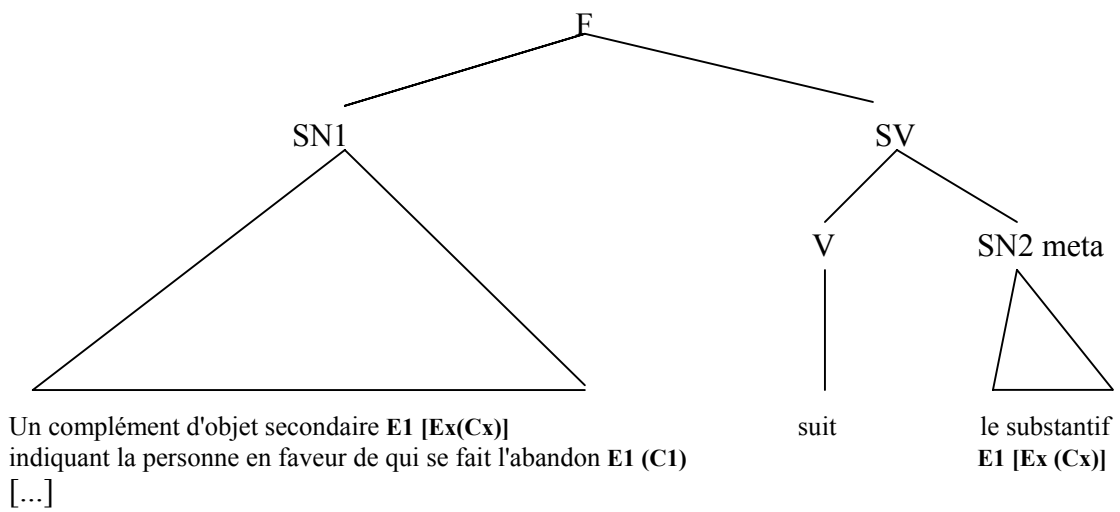 F
SN1 SV
V SN2 meta
Un complément d'objet secondaire E1 [Ex(Cx)] suit le substantif
indiquant la personne en faveur de qui se fait l'abandon E1 (C1) E1 [Ex (Cx)]
[...]